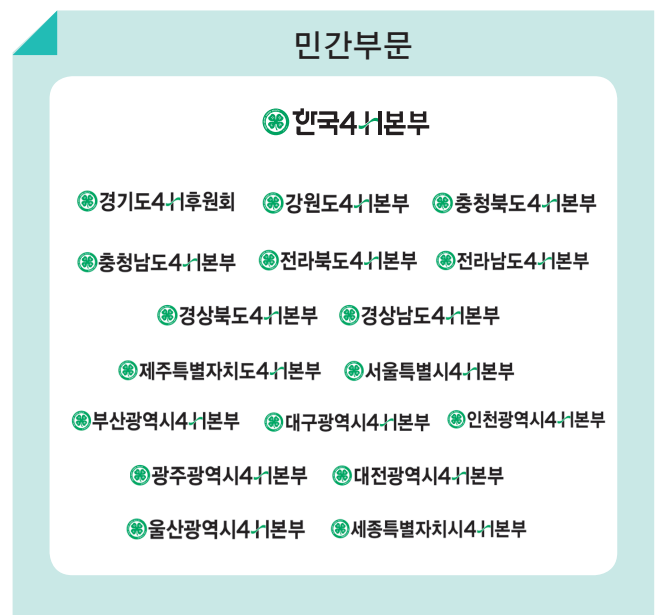 민간부문
한국4-H본부
경기도4-H후원회 강원도4-H본부 충청북도4-H본부
충청남도4-H본부 전라북도4-H본부 전라남도4-H본부
경상북도4-H본부 경상남도4-H본부
제주특별자치도4-H본부 서울특별시4-H본부
부산광역시4-H본부 대구광역시4-H본부 인천광역시4-H본부
광주광역시4-H본부 대전광역시4-H본부
울산광역시4-H본부 세종특별자치시4-H본부